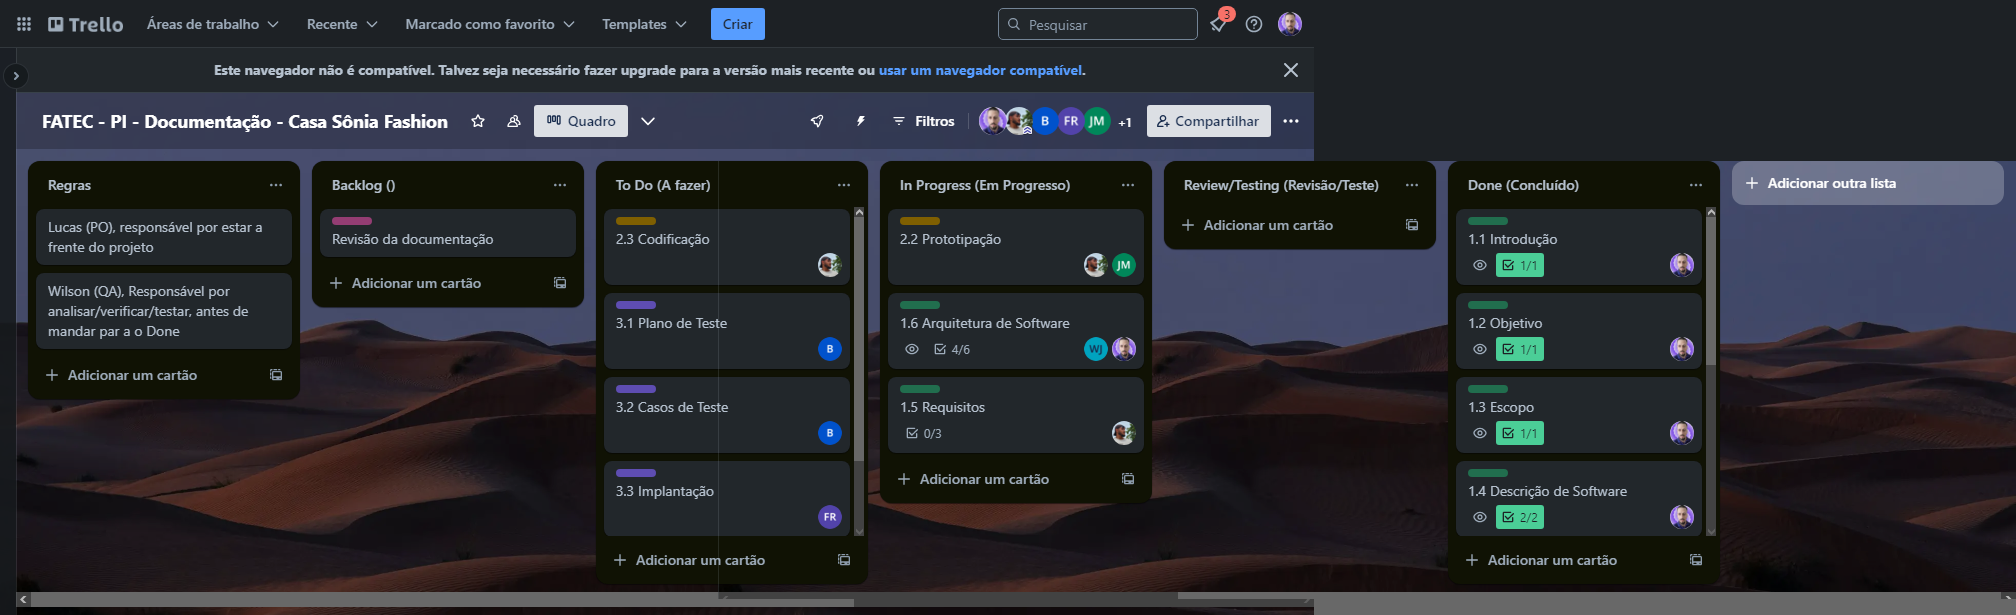 Trello
Áreas de trabalho
Recente
Marcado como favorito
Templates
Criar
Pesquisar
3
Este navegador não é compatível. Talvez seja necessário fazer upgrade para a versão mais recente ou usar um navegador compatível.
FATEC - PI - Documentação - Casa Sônia Fashion
Quadro
Filtros
B
FR
JM
+1
Compartilhar
Regras
Lucas (PO), responsável por estar a
frente do projeto
Wilson (QA), Responsável por
analisar/verificar/testar, antes de
mandar par a o Done
Adicionar um cartão
Backlog ()
Revisão da documentação
Adicionar um cartão
To Do (A fazer)
2.3 Codificação
3.1 Plano de Teste
B
3.2 Casos de Teste
B
3.3 Implantação
FR
Adicionar um cartão
In Progress (Em Progresso)
2.2 Prototipação
JM
1.6 Arquitetura de Software
4/6
WJ
1.5 Requisitos
0/3
Adicionar um cartão
Review/Testing (Revisão/Teste)
Adicionar um cartão
Done (Concluído)
1.1 Introdução
1/1
1.2 Objetivo
1/1
1.3 Escopo
1/1
1.4 Descrição de Software
2/2
Adicionar um cartão
Adicionar outra lista